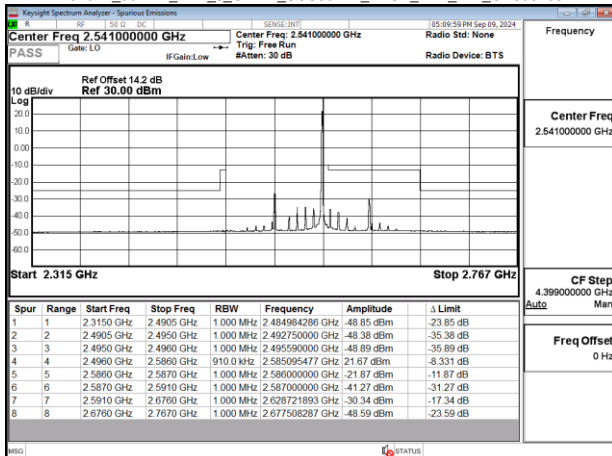 Keysight Spectrum Analyzer - Spurious Emissions
R RF 50 Ω DC SENSE:INT 05:09:59 PM Sep 09, 2024
Center Freq 2.541000000 GHz
Center Freq: 2.541000000 GHz
Radio Std: None
Frequency
PASS
Gate: LO
IFGain:Low
Trig: Free Run
#Atten: 30 dB
Radio Device: BTS
Ref Offset 14.2 dB
10 dB/div Ref 30.00 dBm
Log
20.0
10.0
0.00
-10.0
-20.0
-30.0
-40.0
-50.0
-60.0
Start 2.315 GHz Stop 2.767 GHz
Spur Range Start Freq Stop Freq RBW Frequency Amplitude Δ Limit
1 1 2.3150 GHz 2.4905 GHz 1.000 MHz 2.484984286 GHz -48.85 dBm -23.85 dB
2 2 2.4905 GHz 2.4950 GHz 1.000 MHz 2.492750000 GHz -48.38 dBm -35.38 dB
3 3 2.4950 GHz 2.4960 GHz 1.000 MHz 2.495590000 GHz -48.89 dBm -35.89 dB
4 4 2.4960 GHz 2.5860 GHz 910.0 kHz 2.585095477 GHz 21.67 dBm -8.331 dB
5 5 2.5860 GHz 2.5870 GHz 1.000 MHz 2.586000000 GHz -21.87 dBm -11.87 dB
6 6 2.5870 GHz 2.5910 GHz 1.000 MHz 2.587000000 GHz -41.27 dBm -31.27 dB
7 7 2.5910 GHz 2.6760 GHz 1.000 MHz 2.628721893 GHz -30.34 dBm -17.34 dB
8 8 2.6760 GHz 2.7670 GHz 1.000 MHz 2.677508287 GHz -48.59 dBm -23.59 dB
Center Freq
2.541000000 GHz
CF Step
4.399000000 GHz
Auto Man
Freq Offset
0 Hz
MSG STATUS